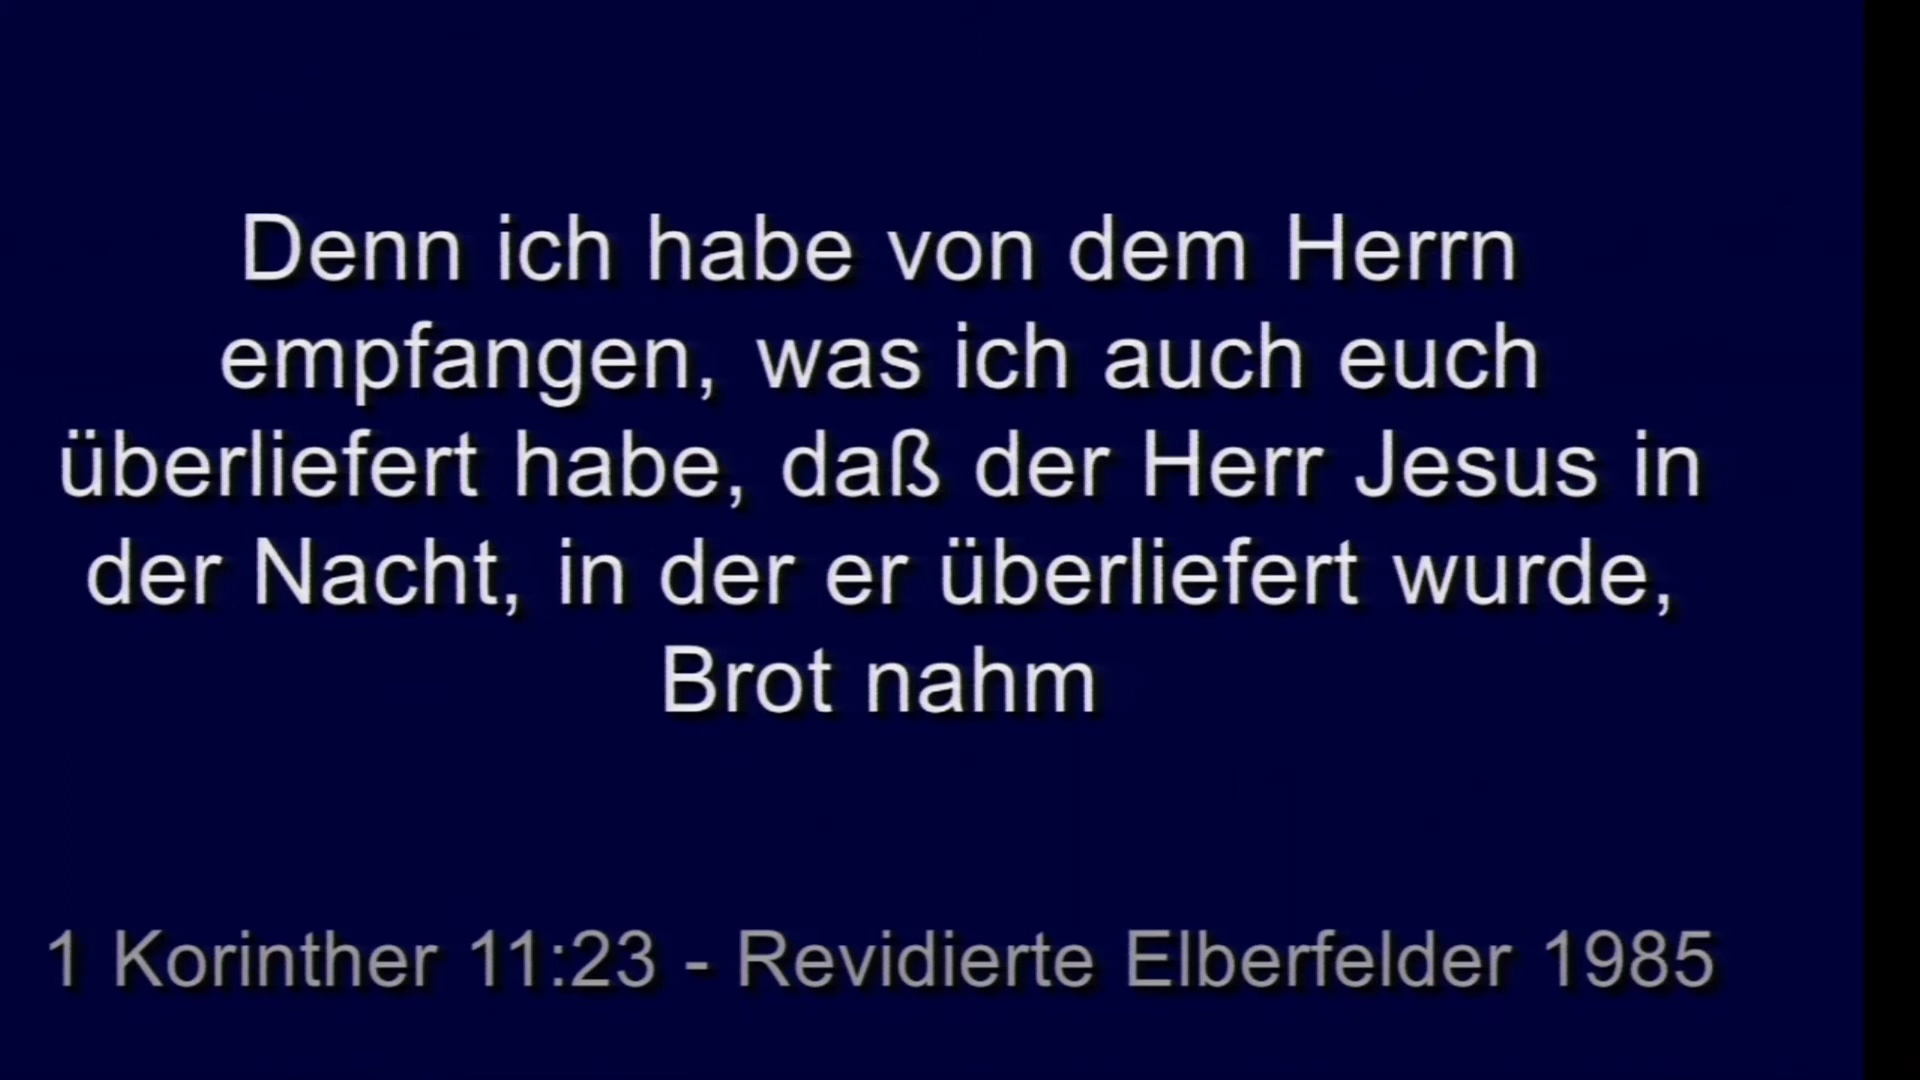 Denn ich habe von dem Herrn
empfangen, was ich auch euch
überliefert habe, daß der Herr Jesus in
der Nacht, in der er überliefert wurde,
Brot nahm
1 Korinther 11:23 - Revidierte Elberfelder 1985